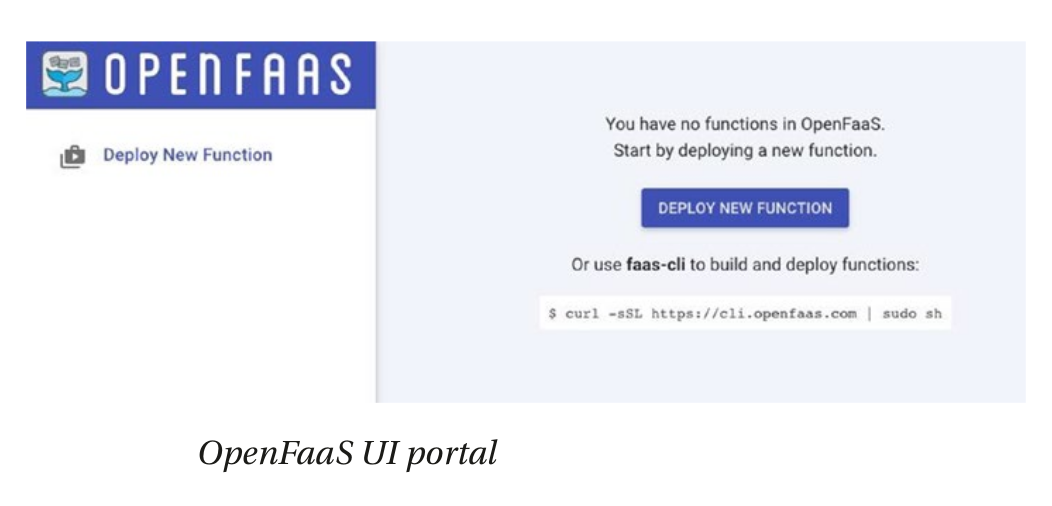 OPENFAAS
Deploy New Function
You have no functions in OpenFaaS.
Start by deploying a new function.
DEPLOY NEW FUNCTION
Or use faas-cli to build and deploy functions:
$ curl -sSL https://cli.openfaas.com | sudo sh
OpenFaaS UI portal